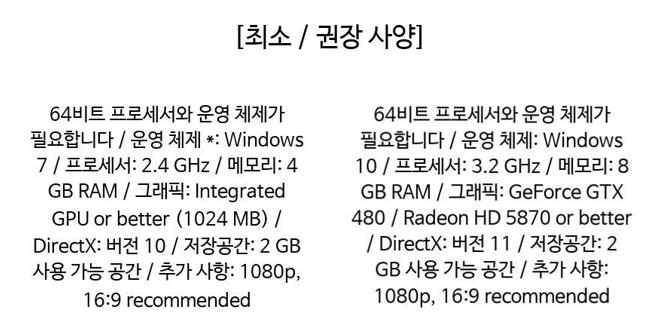 [최소 / 권장 사양]
64비트 프로세서와 운영 체제가
필요합니다 / 운영 체제 *: Windows
7 / 프로세서: 2.4 GHz / 메모리: 4
GB RAM / 그래픽: Integrated
GPU or better (1024 MB) /
DirectX: 버전 10 / 저장공간: 2 GB
사용 가능 공간 / 추가 사항: 1080p,
16:9 recommended
64비트 프로세서와 운영 체제가
필요합니다 / 운영 체제: Windows
10 / 프로세서: 3.2 GHz / 메모리: 8
GB RAM / 그래픽: GeForce GTX
480 / Radeon HD 5870 or better
/ DirectX: 버전 11 / 저장공간: 2
GB 사용 가능 공간 / 추가 사항:
1080p, 16:9 recommended